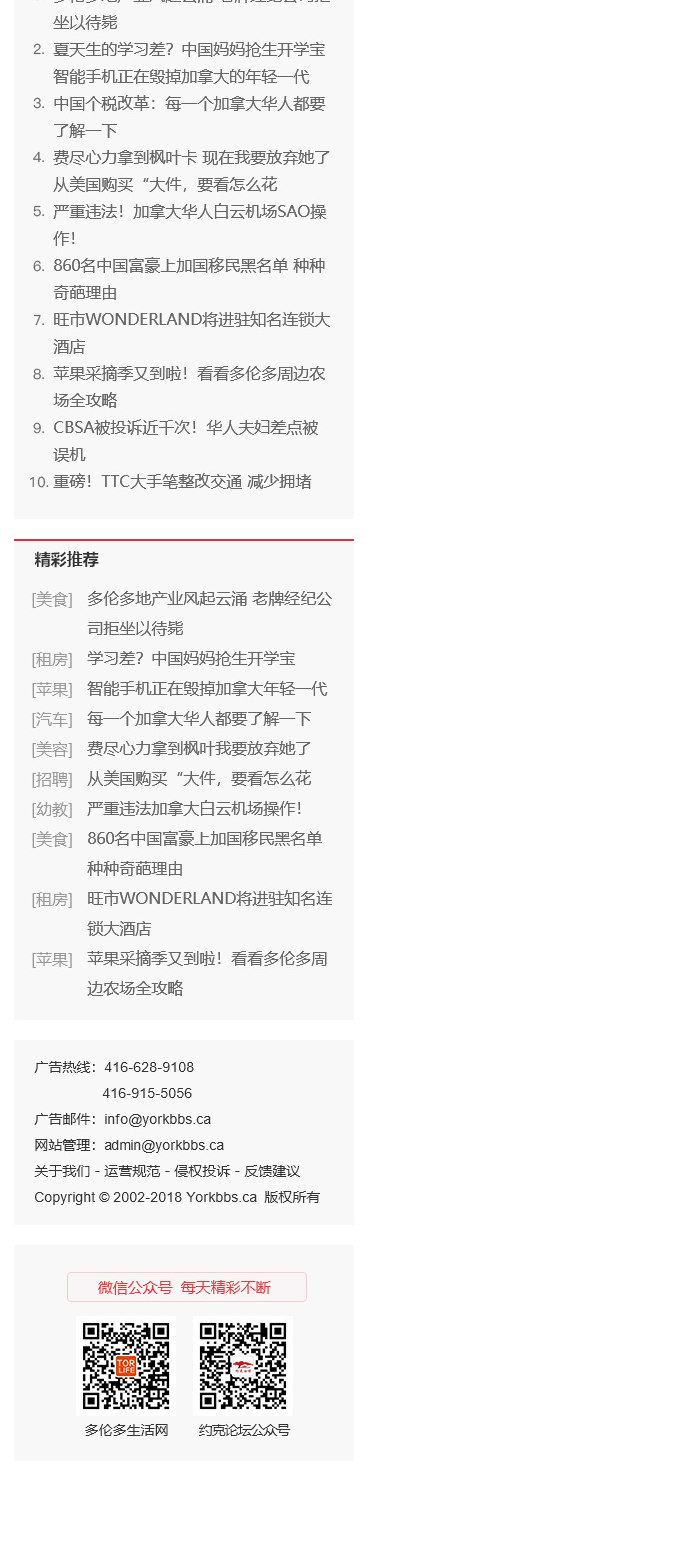 坐以待毙
2. 夏天生的学习差？中国妈妈抢生开学宝
智能手机正在毁掉加拿大的年轻一代
3. 中国个税改革：每一个加拿大华人都要
了解一下
4. 费尽心力拿到枫叶卡 现在我要放弃她了
从美国购买“大件，要看怎么花
5. 严重违法！加拿大华人白云机场SAO操
作！
6. 860名中国富豪上加国移民黑名单 种种
奇葩理由
7. 旺市WONDERLAND将进驻知名连锁大
酒店
8. 苹果采摘季又到啦！看看多伦多周边农
场全攻略
9. CBSA被投诉近千次！华人夫妇差点被
误机
10. 重磅！TTC大手笔整改交通 减少拥堵
精彩推荐
[美食] 多伦多地产业风起云涌 老牌经纪公
司拒坐以待毙
[租房] 学习差？中国妈妈抢生开学宝
[苹果] 智能手机正在毁掉加拿大年轻一代
[汽车] 每一个加拿大华人都要了解一下
[美容] 费尽心力拿到枫叶我要放弃她了
[招聘] 从美国购买“大件，要看怎么花
[幼教] 严重违法加拿大白云机场操作！
[美食] 860名中国富豪上加国移民黑名单
种种奇葩理由
[租房] 旺市WONDERLAND将进驻知名连
锁大酒店
[苹果] 苹果采摘季又到啦！看看多伦多周
边农场全攻略
广告热线：416-628-9108
416-915-5056
广告邮件：info@yorkbbs.ca
网站管理：admin@yorkbbs.ca
关于我们 - 运营规范 - 侵权投诉 - 反馈建议
Copyright © 2002-2018 Yorkbbs.ca 版权所有
微信公众号 每天精彩不断
TOR
LIFE
多伦多生活网 约克论坛公众号